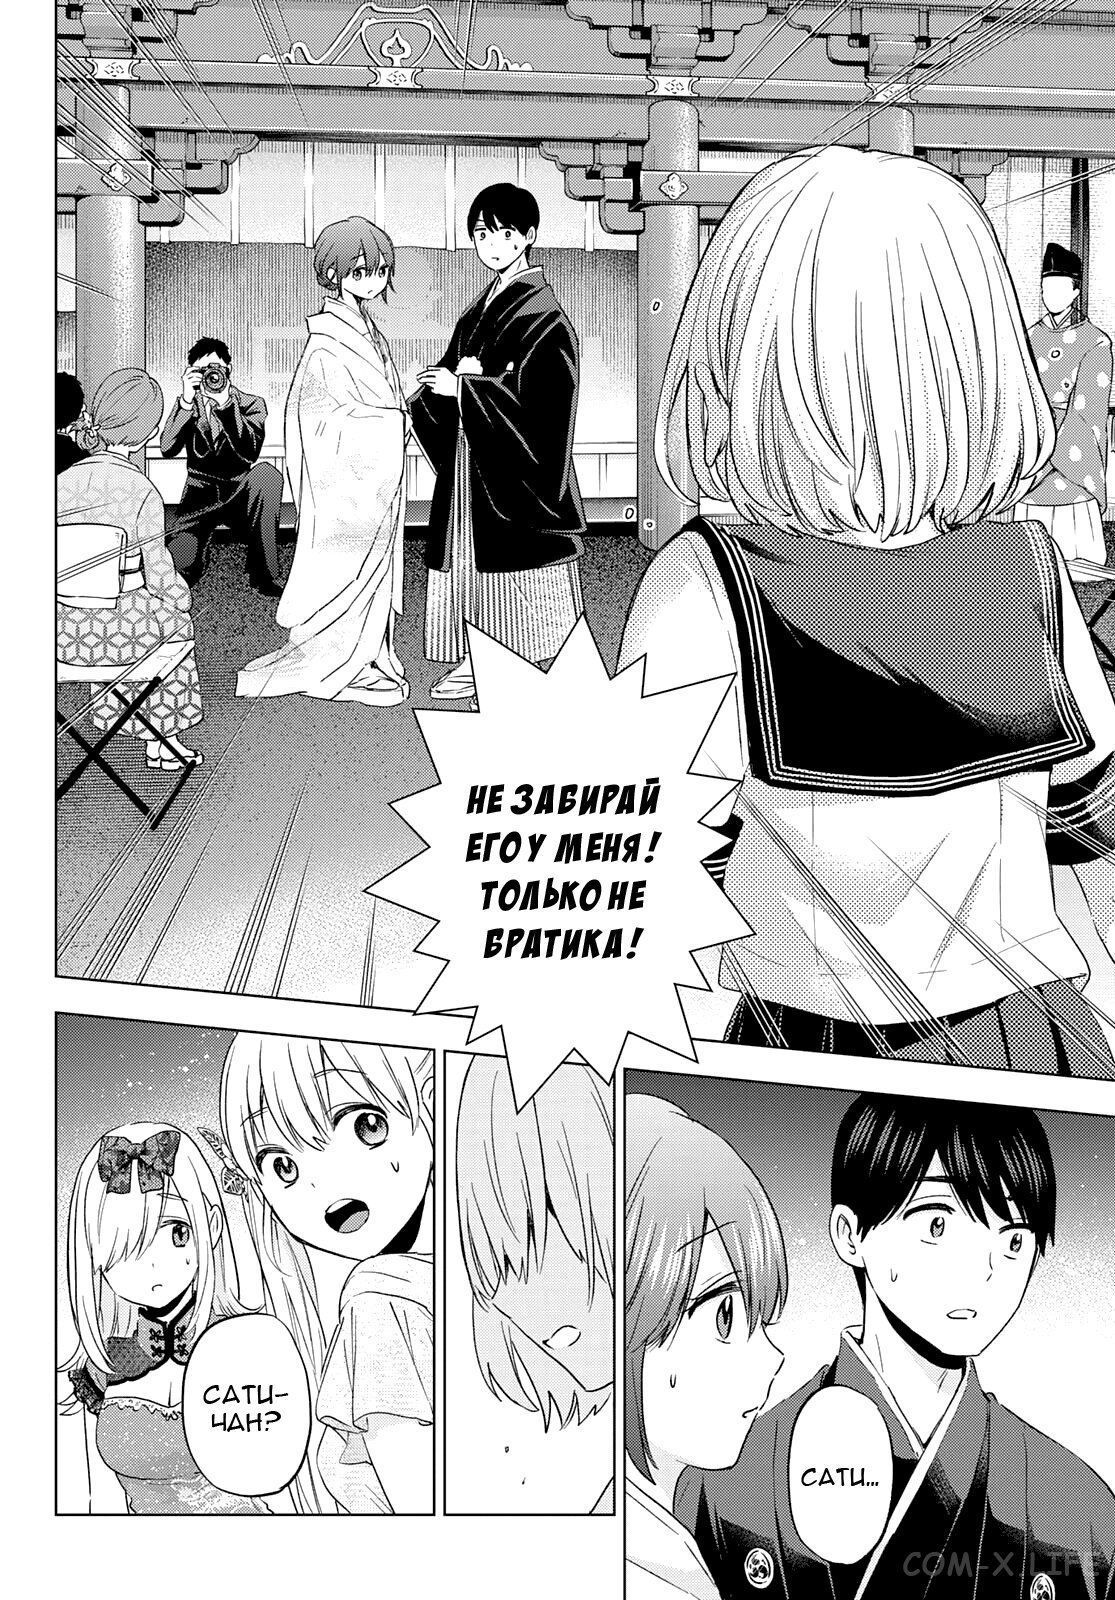 НЕ ЗАБИРАЙ
ЕГО У МЕНЯ!
ТОЛЬКО НЕ
БРАТИКА!
САТИ-
ЧАН?
САТИ...
COM-X.LIFE